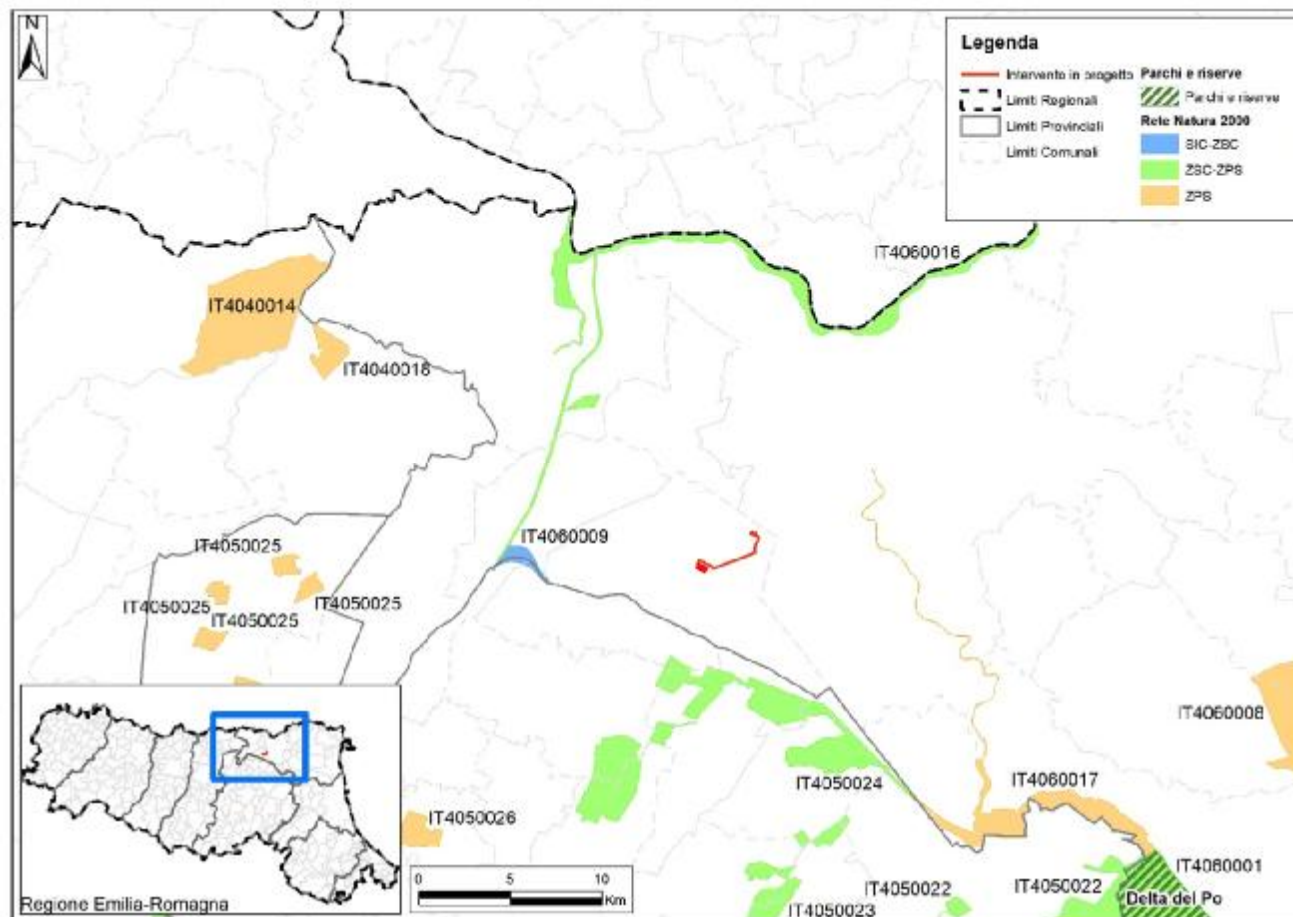 N
Legenda
Intervento in progetto
Limiti Regionali
Limiti Provinciali
Limiti Comunali
Parchi e riserve
Parchi e riserve
Rete Natura 2000
SIC-ZSC
ZSC-ZPS
ZPS
IT4060016
IT4040014
IT4040018
IT4060009
IT4050025
IT4050025
IT4050025
IT4050025
IT4060008
IT4050024
IT4060017
IT4050026
IT4060001
IT4050022
IT4050022
Delta del Po
IT4050023
0 5 10
Km
Regione Emilia-Romagna